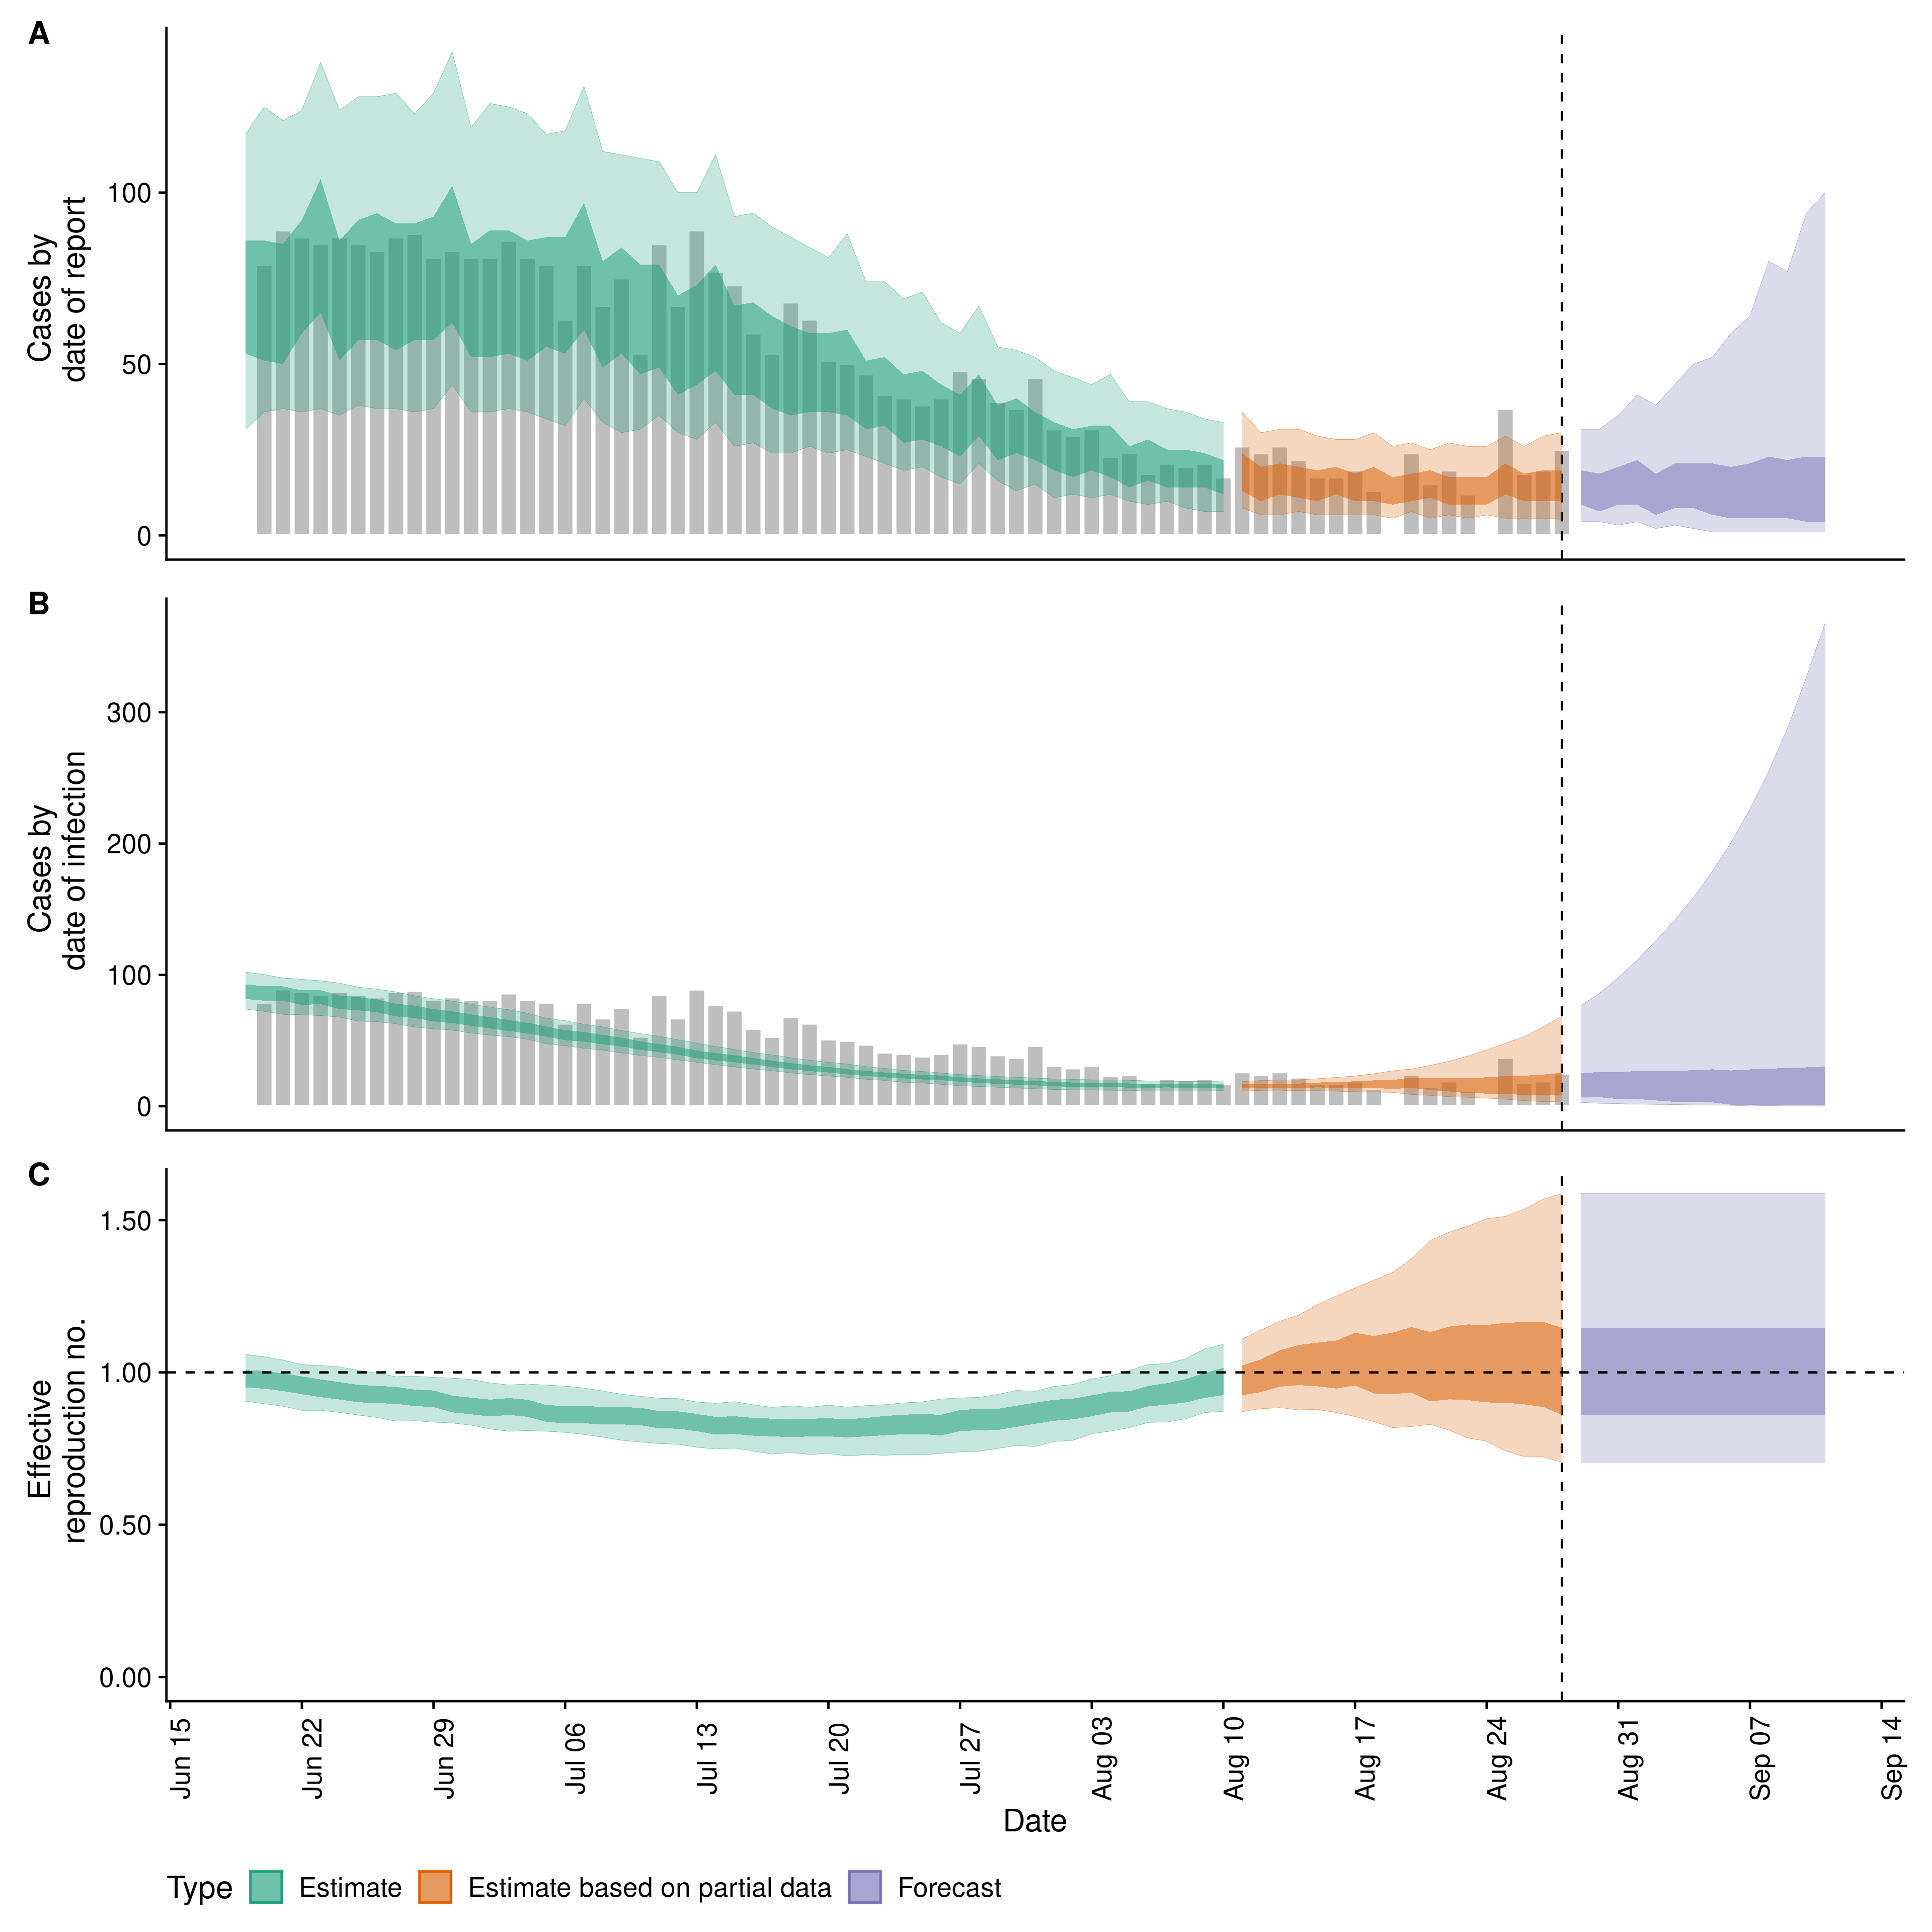 A
Cases by
date of report
100
50
0
B
Cases by
date of infection
300
200
100
0
C
Effective
reproduction no.
1.50
1.00
0.50
0.00
Jun 15
Jun 22
Jun 29
Jul 06
Jul 13
Jul 20
Jul 27
Aug 03
Aug 10
Aug 17
Aug 24
Aug 31
Sep 07
Sep 14
Date
Type Estimate Estimate based on partial data Forecast